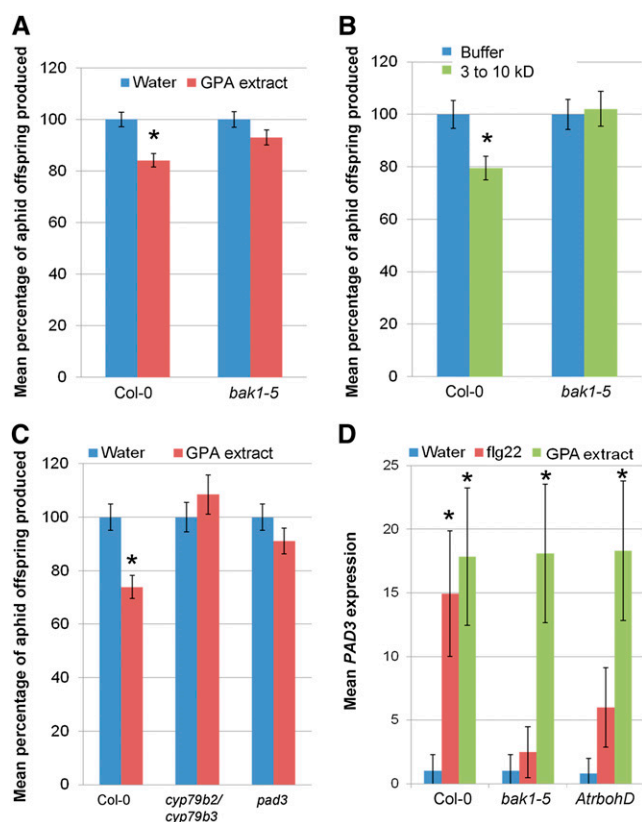 A
Mean percentage of aphid offspring produced
120
100
80
60
40
20
0
Water GPA extract
*
Col-0 bak1-5
B
Mean percentage of aphid offspring produced
120
100
80
60
40
20
0
Buffer
3 to 10 kD
*
Col-0 bak1-5
C
Mean percentage of aphid offspring produced
120
100
80
60
40
20
0
Water GPA extract
*
Col-0 cyp79b2/ pad3
cyp79b3
D
Mean PAD3 expression
25
20
15
10
5
0
Water flg22 GPA extract
* * * *
Col-0 bak1-5 AtrbohD